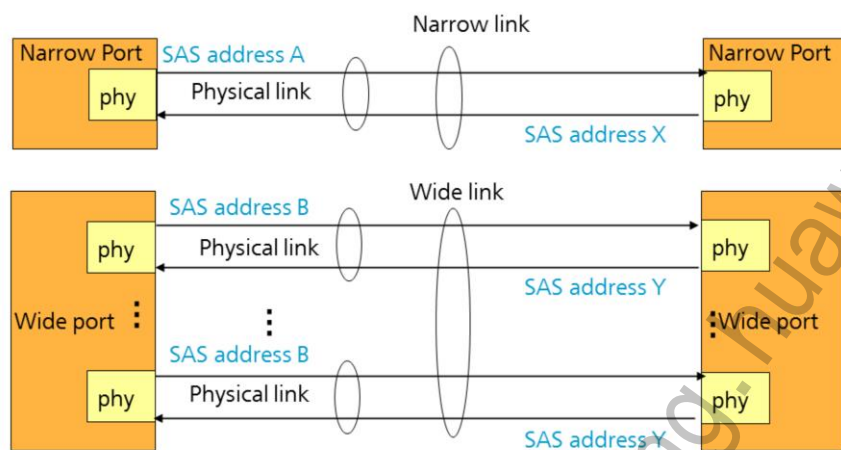 Narrow link
Narrow Port
SAS address A
Narrow Port
phy
Physical link
phy
SAS address X
Wide link
SAS address B
phy
Physical link
phy
SAS address Y
Wide port
Wide port
SAS address B
phy
Physical link
phy
SAS address Y